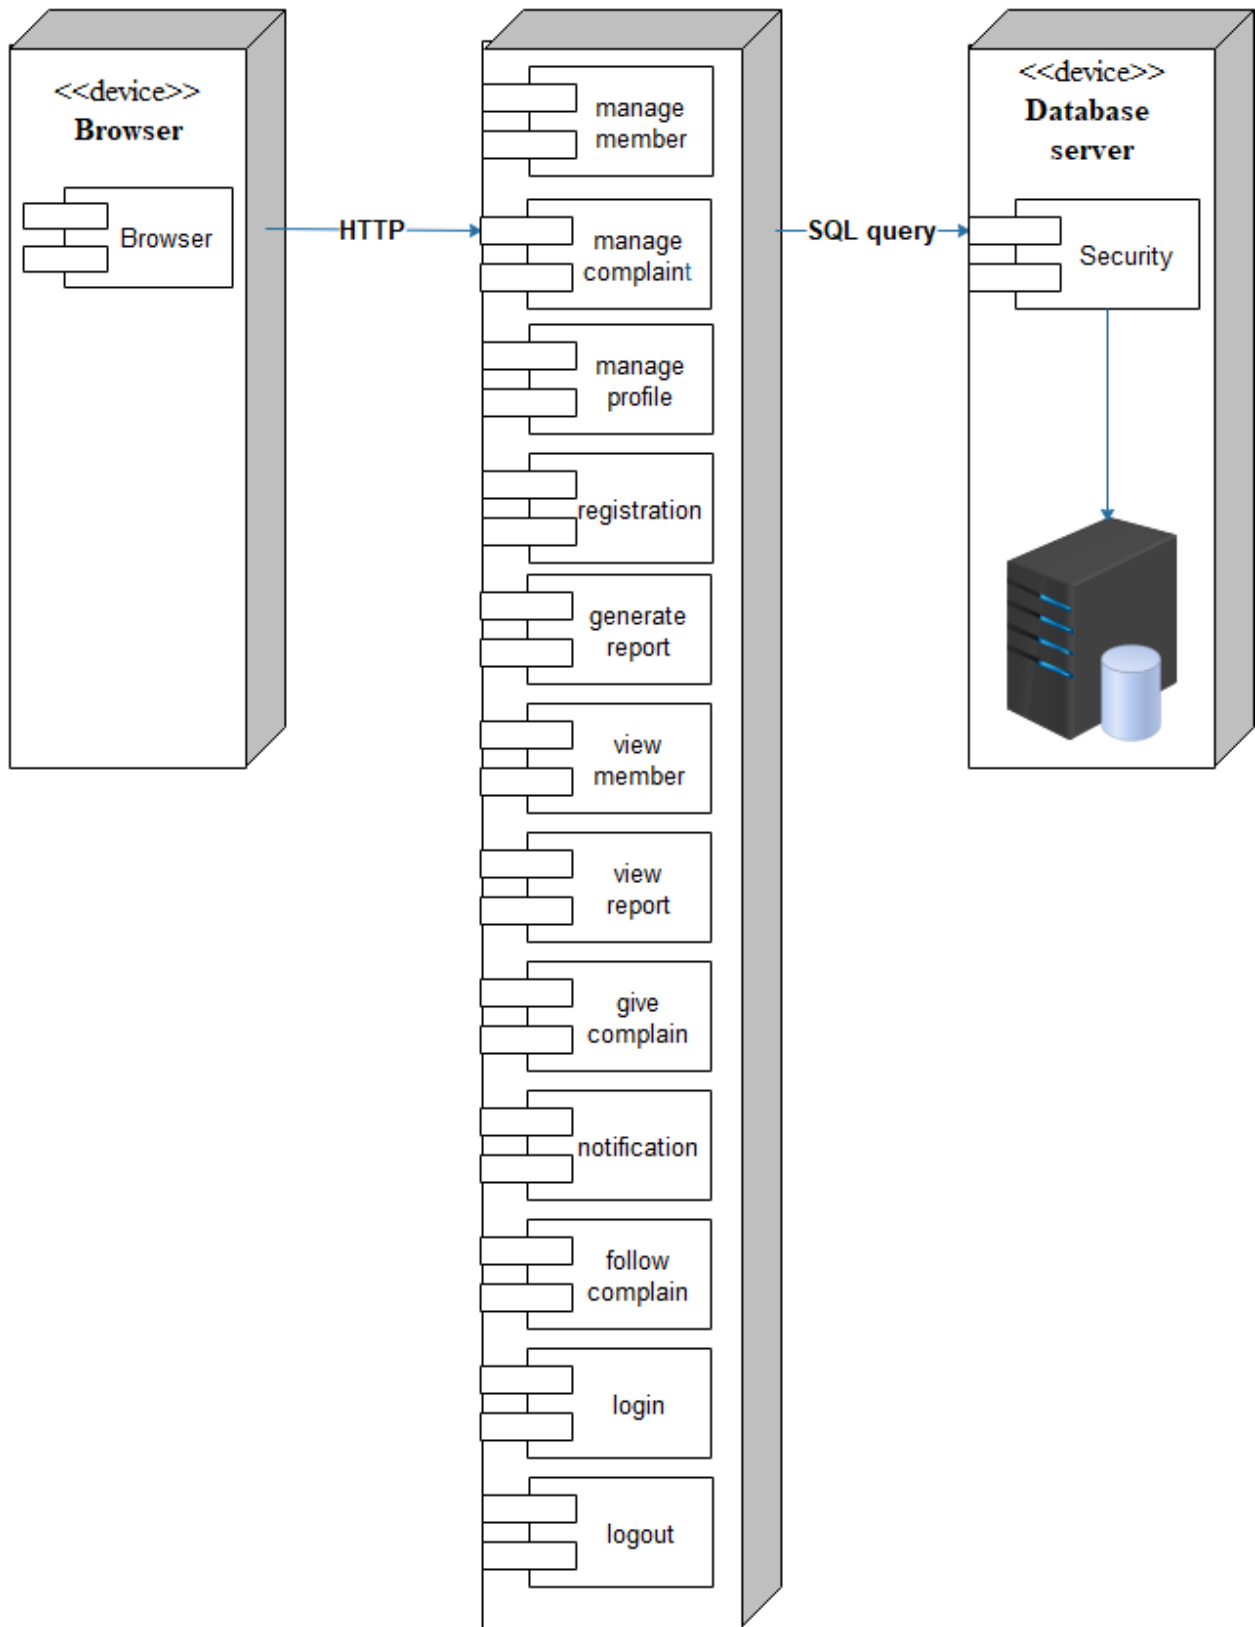 <<device>>
Browser
Browser
HTTP
manage
member
manage
complaint
manage
profile
registration
generate
report
view
member
view
report
give
complain
notification
follow
complain
login
logout
SQL query
<<device>>
Database
server
Security